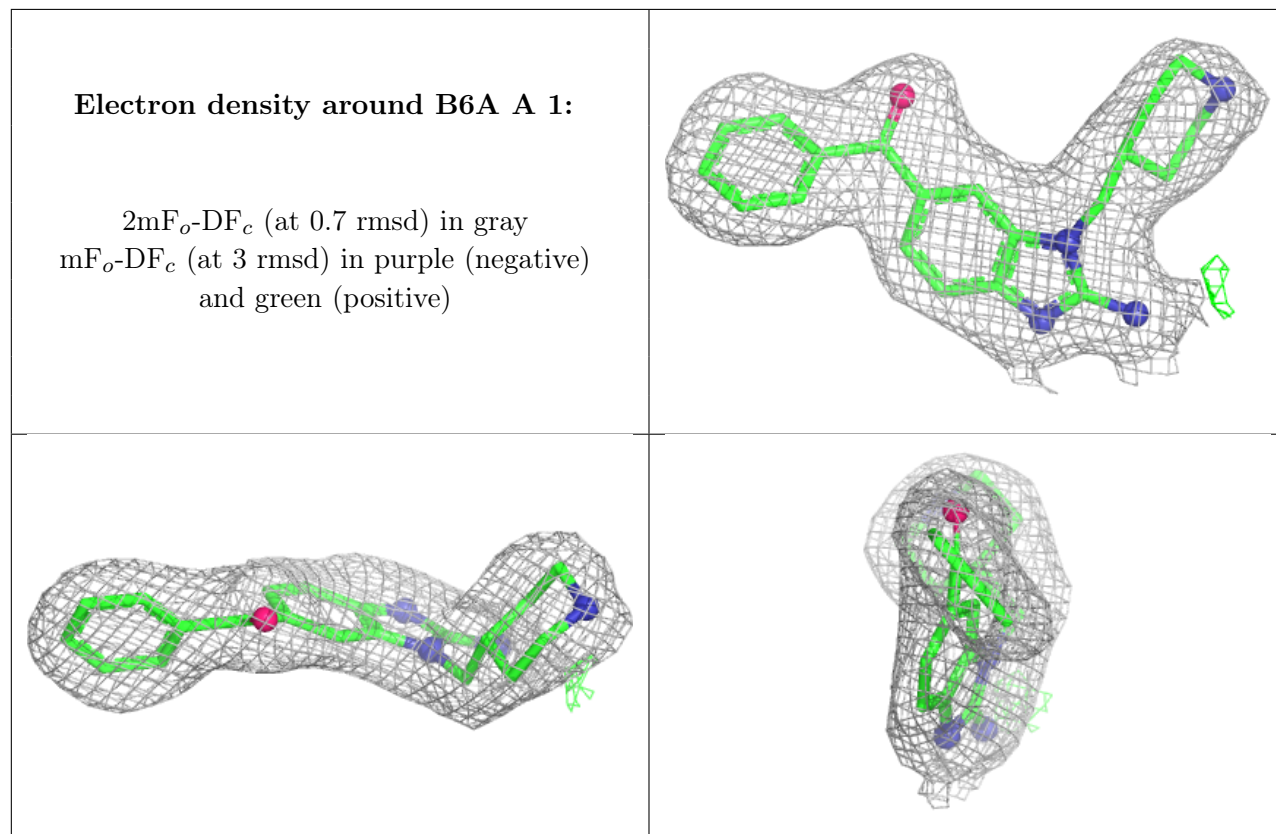 Electron density around B6A A 1:
2mFₒ-DF𝑐 (at 0.7 rmsd) in gray
mFₒ-DF𝑐 (at 3 rmsd) in purple (negative)
and green (positive)